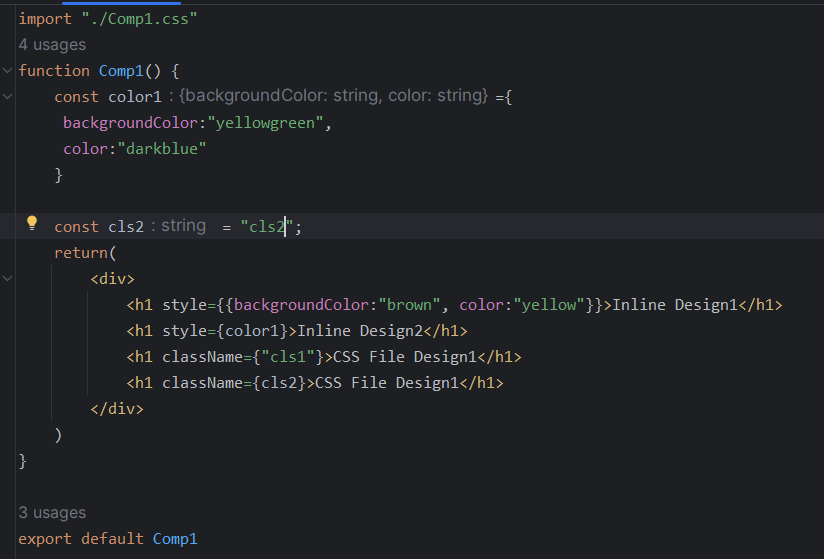 import "./Comp1.css"
4 usages
function Comp1() {
    const color1 : {backgroundColor: string, color: string} ={
     backgroundColor:"yellowgreen",
     color:"darkblue"
    }
    const cls2 : string = "cls2";
    return(
        <div>
            <h1 style={{backgroundColor:"brown", color:"yellow"}}>Inline Design1</h1>
            <h1 style={color1}>Inline Design2</h1>
            <h1 className={"cls1"}>CSS File Design1</h1>
            <h1 className={cls2}>CSS File Design1</h1>
        </div>
    )
}
3 usages
export default Comp1